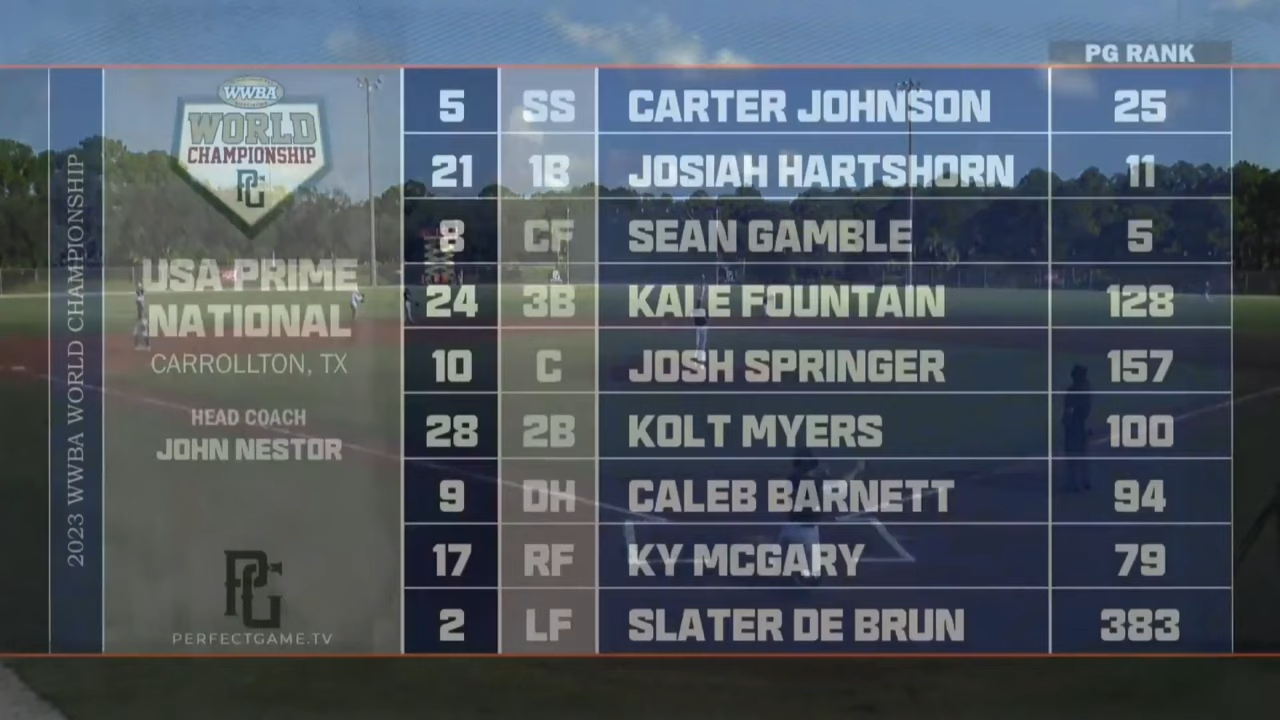 PG RANK
2023 WWBA WORLD CHAMPIONSHIP
WWBA
WORLD
CHAMPIONSHIP
PG
USA PRIME
NATIONAL
CARROLLTON, TX
HEAD COACH
JOHN NESTOR
PG
PERFECTGAME.TV
5 SS CARTER JOHNSON 25
21 1B JOSIAH HARTSHORN 11
8 CF SEAN GAMBLE 5
24 3B KALE FOUNTAIN 128
10 C JOSH SPRINGER 157
28 2B KOLT MYERS 100
9 DH CALEB BARNETT 94
17 RF KY MCGARY 79
2 LF SLATER DE BRUN 383